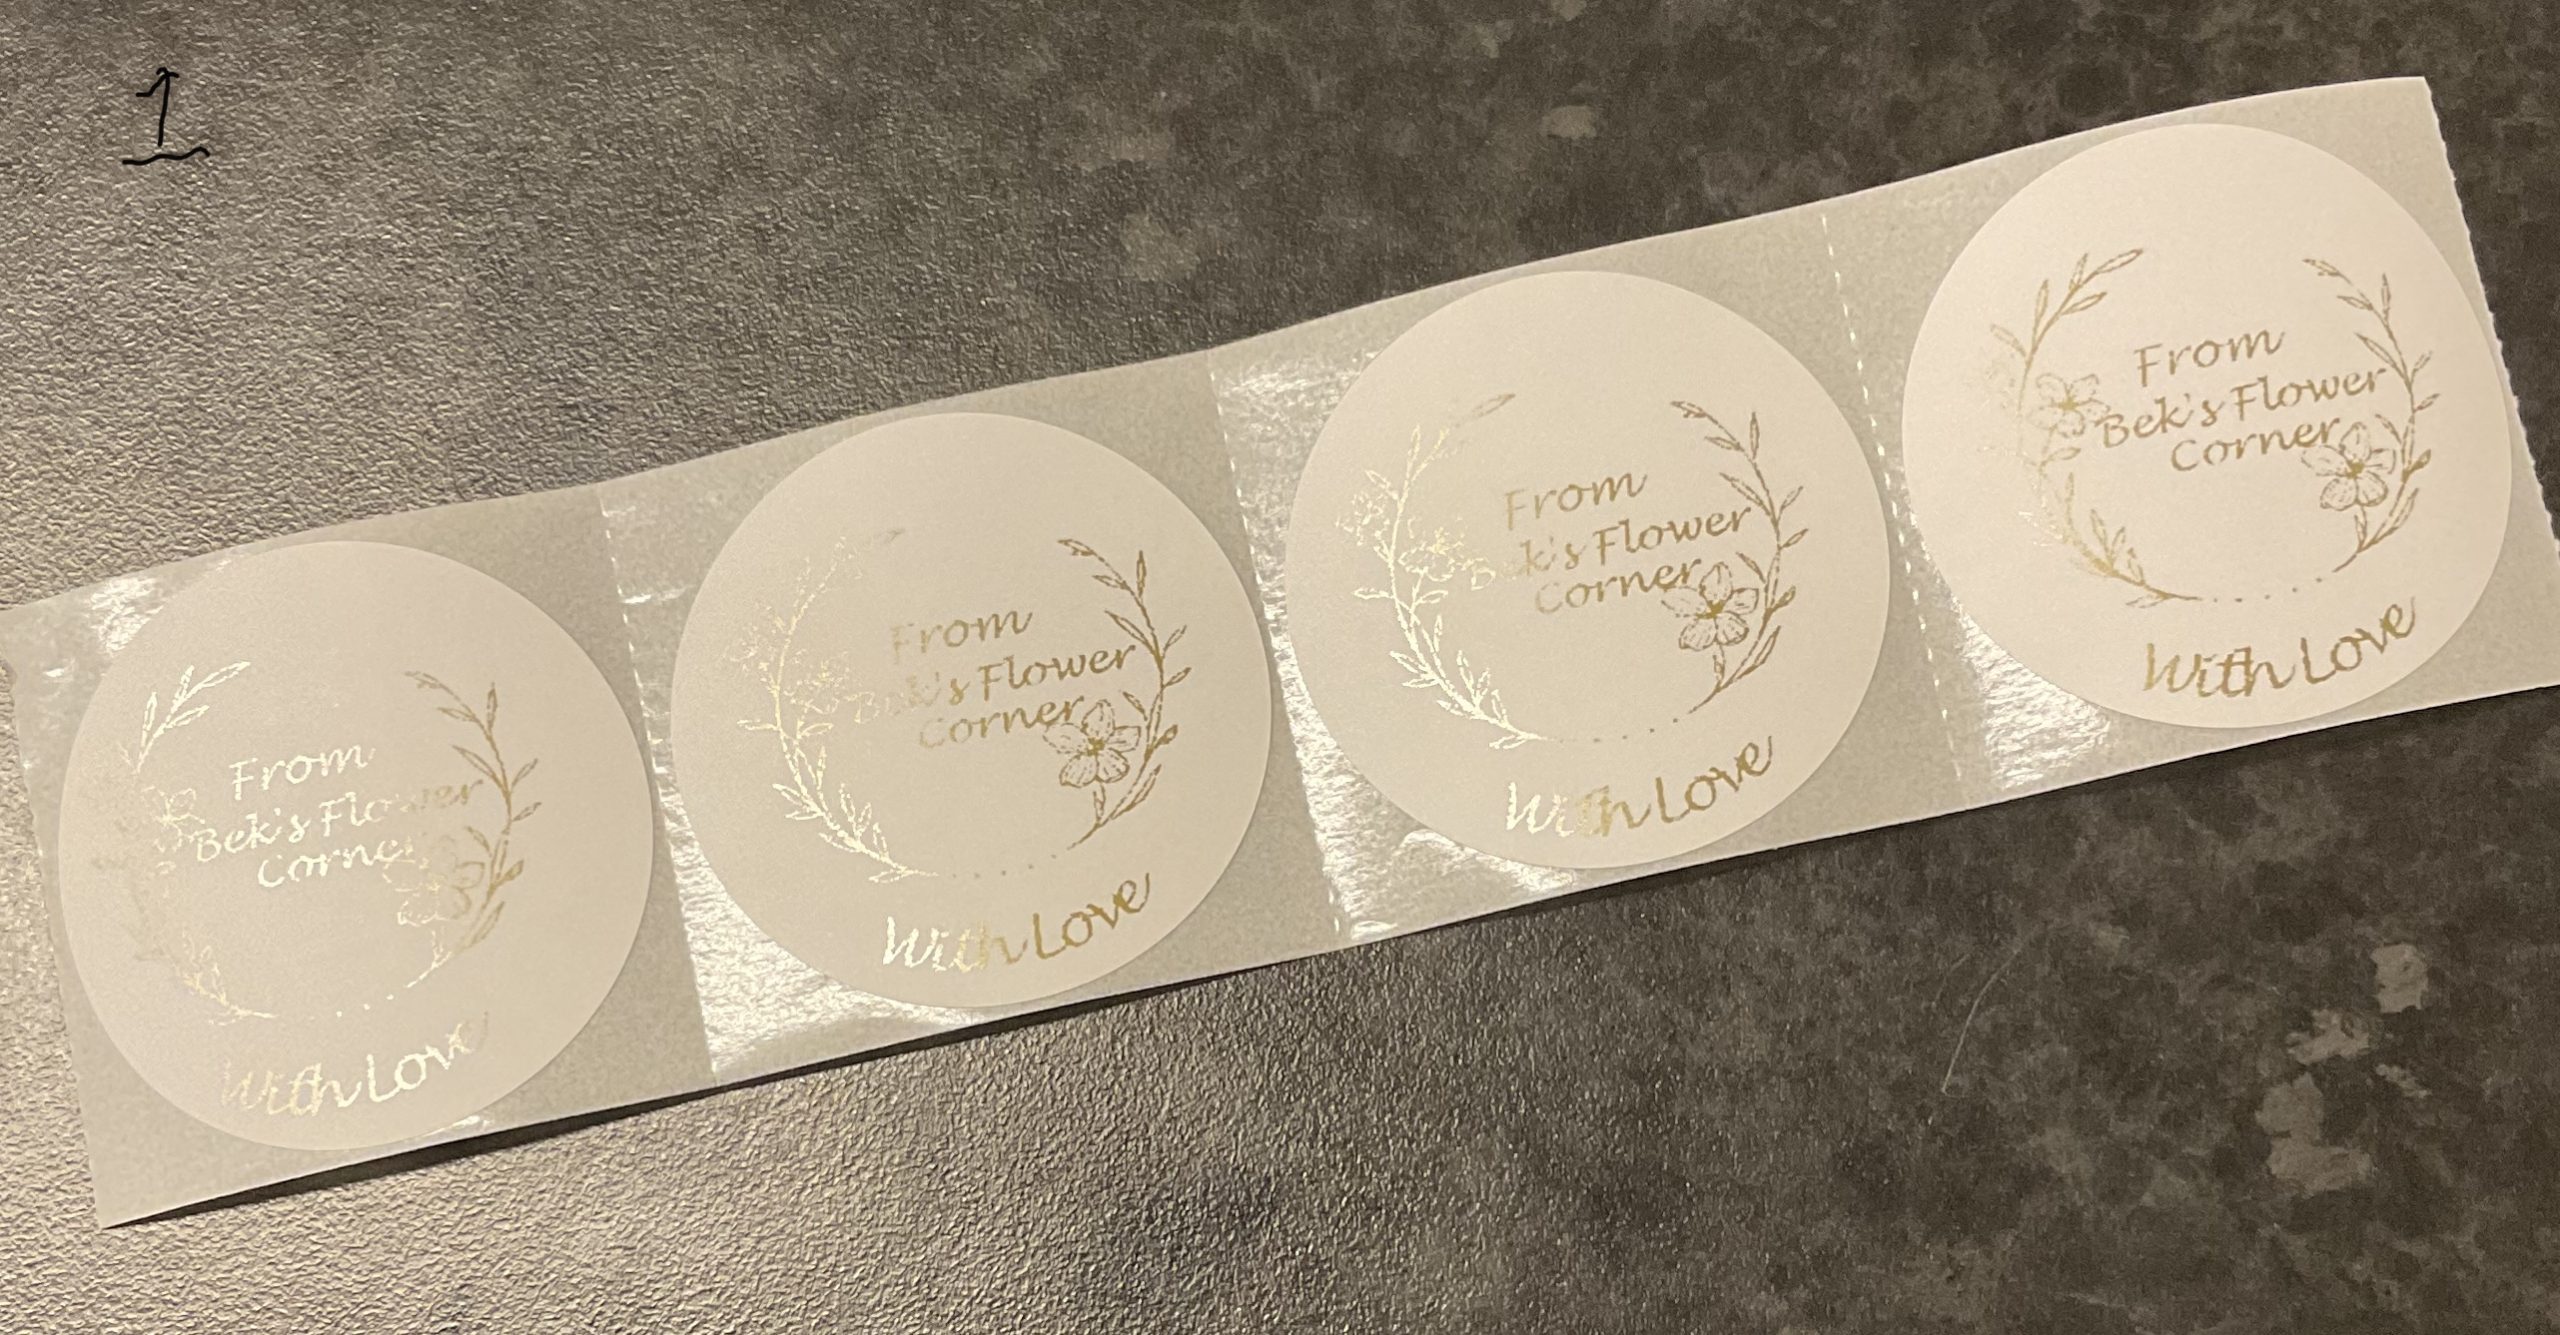 1
From
Bek's Flower
Corner
With Love
From
Bek's Flower
Corner
With Love
From
Bek's Flower
Corner
With Love
From
Bek's Flower
Corner
With Love